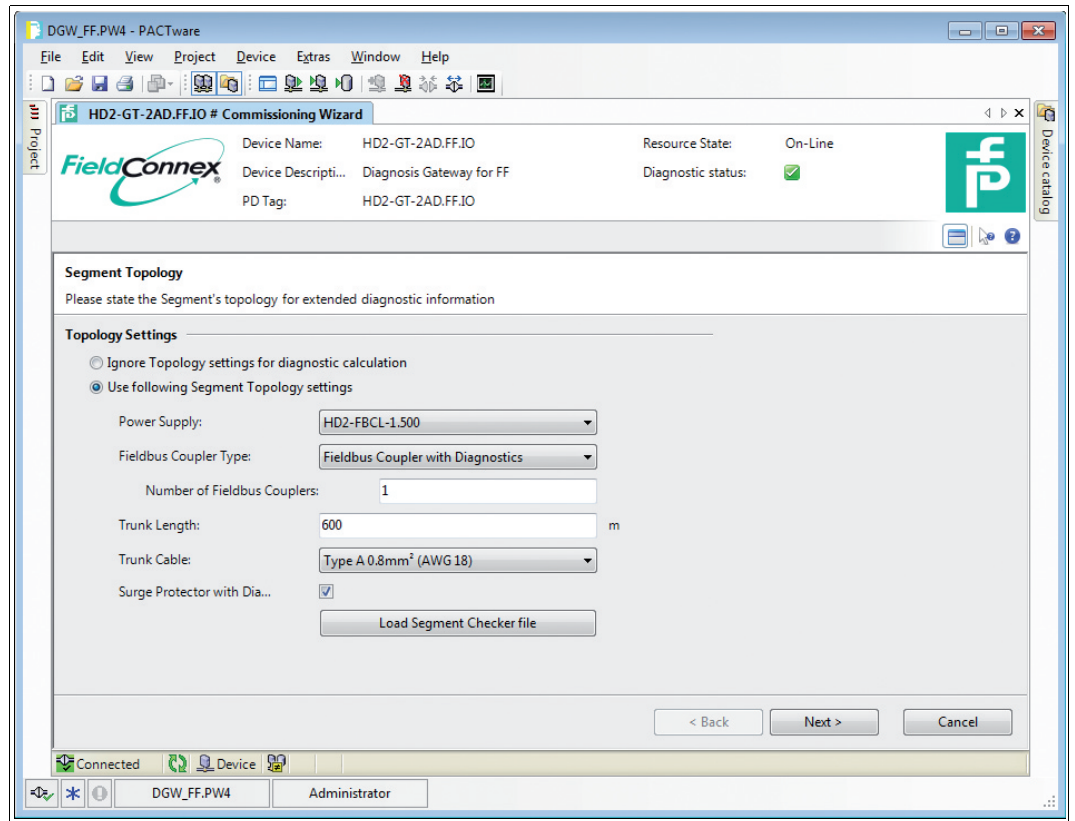 DGW_FF.PW4 - PACTware
File Edit View Project Device Extras Window Help
Project
HD2-GT-2AD.FF.IO # Commissioning Wizard
Device catalog
FieldConnex®
Device Name: HD2-GT-2AD.FF.IO Resource State: On-Line
Device Descripti... Diagnosis Gateway for FF Diagnostic status:
PD Tag: HD2-GT-2AD.FF.IO
Segment Topology
Please state the Segment's topology for extended diagnostic information
Topology Settings
Ignore Topology settings for diagnostic calculation
Use following Segment Topology settings
Power Supply: HD2-FBCL-1.500
Fieldbus Coupler Type: Fieldbus Coupler with Diagnostics
Number of Fieldbus Couplers: 1
Trunk Length: 600 m
Trunk Cable: Type A 0.8mm² (AWG 18)
Surge Protector with Dia...
Load Segment Checker file
< Back Next > Cancel
Connected Device
DGW_FF.PW4 Administrator